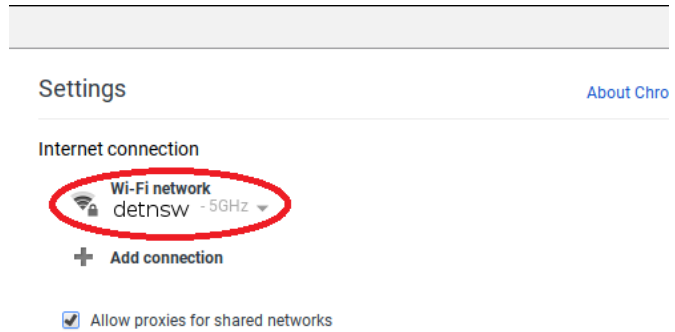 Settings
About Chro
Internet connection
Wi-Fi network
detnsw - 5GHz
Add connection
Allow proxies for shared networks